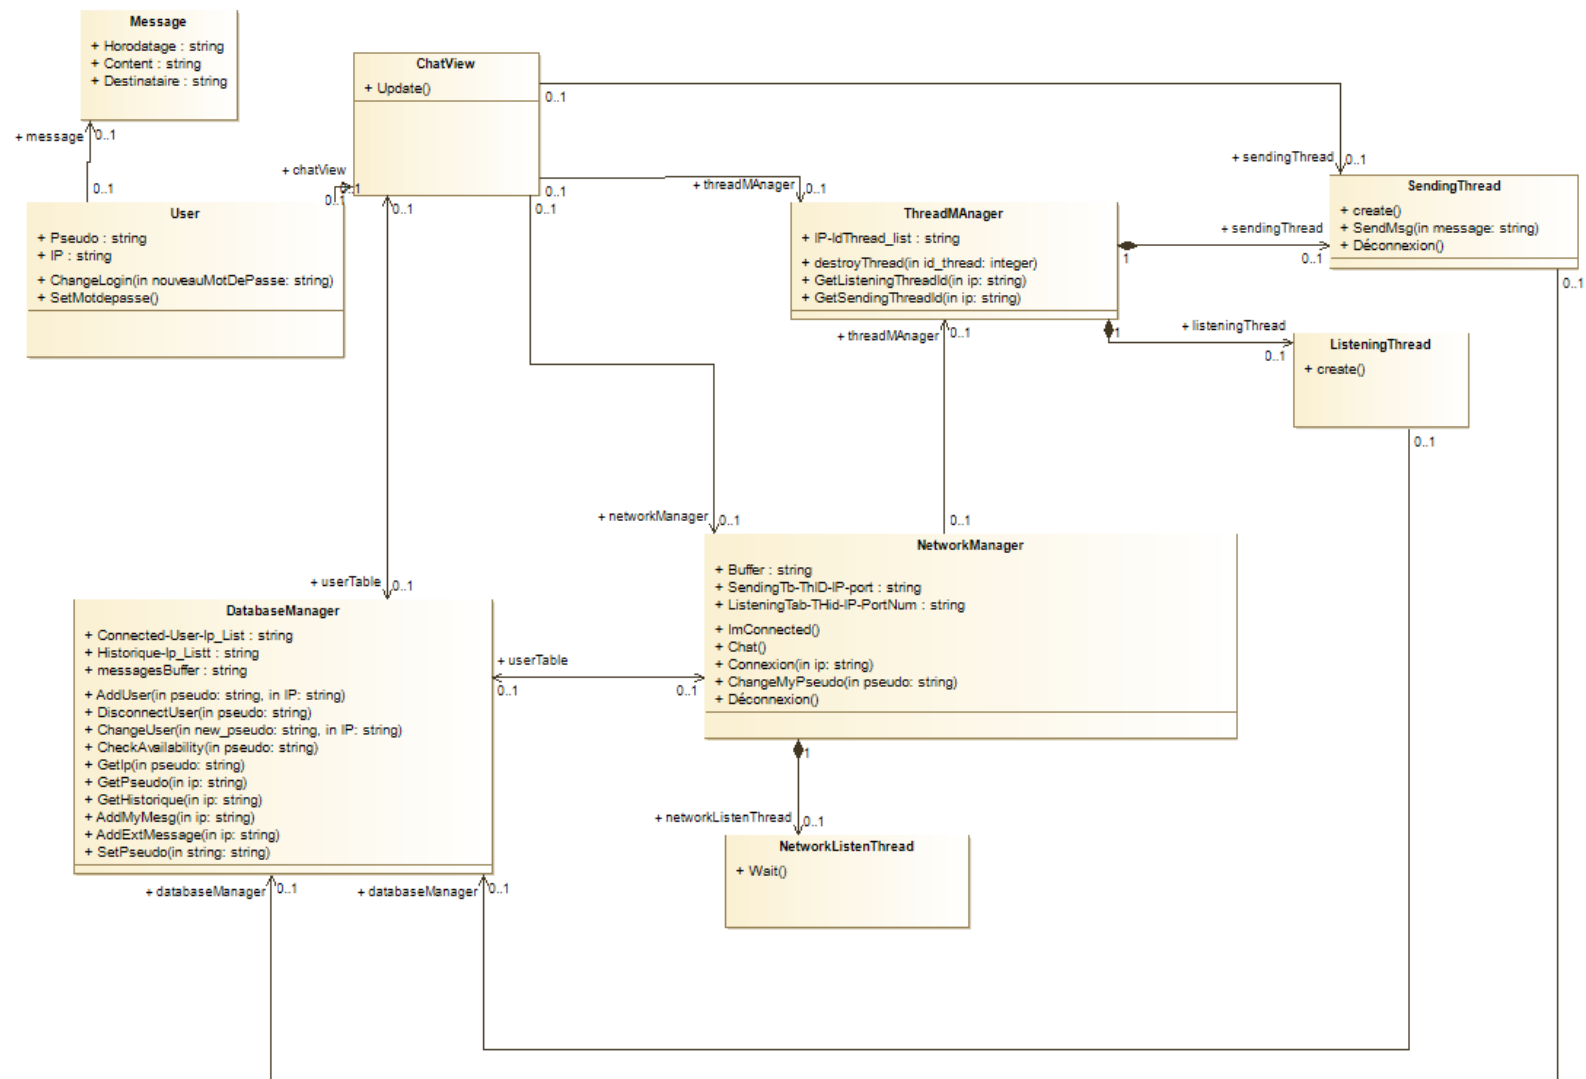 Message
+ Horodatage : string
+ Content : string
+ Destinataire : string
+ message
0..1
0..1
ChatView
+ Update()
0..1
+ chatView
0..1
0..1
0..1
0..1
0..1
User
+ Pseudo : string
+ IP : string
+ ChangeLogin(in nouveauMotDePasse: string)
+ SetMotdepasse()
+ threadMAnager
0..1
ThreadMAnager
+ IP-IdThread_list : string
+ destroyThread(in id_thread: integer)
+ GetListeningThreadId(in ip: string)
+ GetSendingThreadId(in ip: string)
+ sendingThread
0..1
SendingThread
+ create()
+ SendMsg(in message: string)
+ Déconnexion()
+ sendingThread
1
0..1
0..1
+ threadMAnager
0..1
1
+ listeningThread
0..1
ListeningThread
+ create()
0..1
+ networkManager
0..1
0..1
NetworkManager
+ Buffer : string
+ SendingTb-ThID-IP-port : string
+ ListeningTab-THid-IP-PortNum : string
+ ImConnected()
+ Chat()
+ Connexion(in ip: string)
+ ChangeMyPseudo(in pseudo: string)
+ Déconnexion()
+ userTable
0..1
DatabaseManager
+ Connected-User-Ip_List : string
+ Historique-Ip_Listt : string
+ messagesBuffer : string
+ AddUser(in pseudo: string, in IP: string)
+ DisconnectUser(in pseudo: string)
+ ChangeUser(in new_pseudo: string, in IP: string)
+ CheckAvailability(in pseudo: string)
+ GetIp(in pseudo: string)
+ GetPseudo(in ip: string)
+ GetHistorique(in ip: string)
+ AddMyMesg(in ip: string)
+ AddExtMessage(in ip: string)
+ SetPseudo(in string: string)
+ userTable
0..1
0..1
1
+ networkListenThread
0..1
NetworkListenThread
+ Wait()
+ databaseManager
0..1
+ databaseManager
0..1